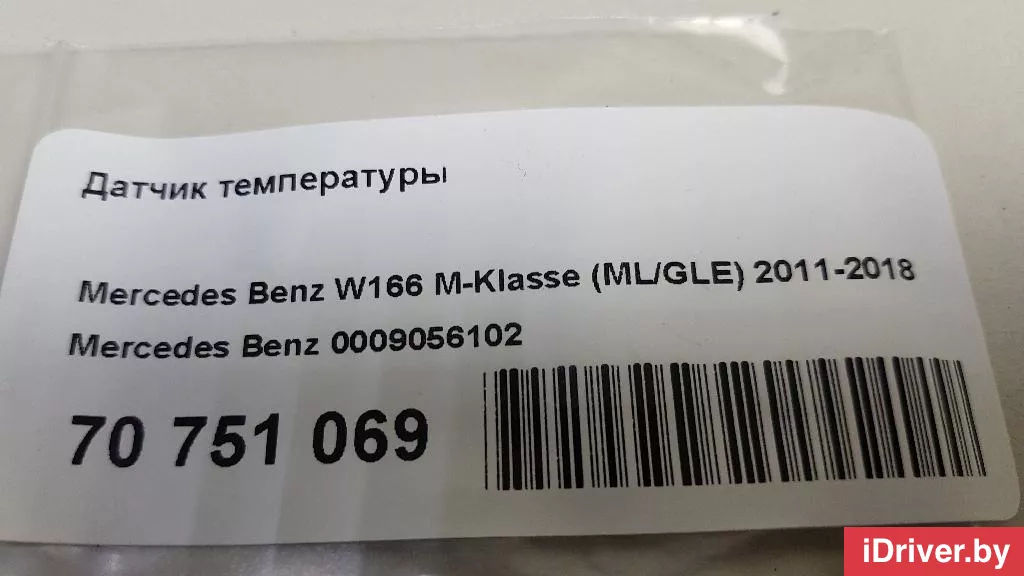 Датчик температуры
Mercedes Benz W166 M-Klasse (ML/GLE) 2011-2018
Mercedes Benz 0009056102
70 751 069
iDriver.by